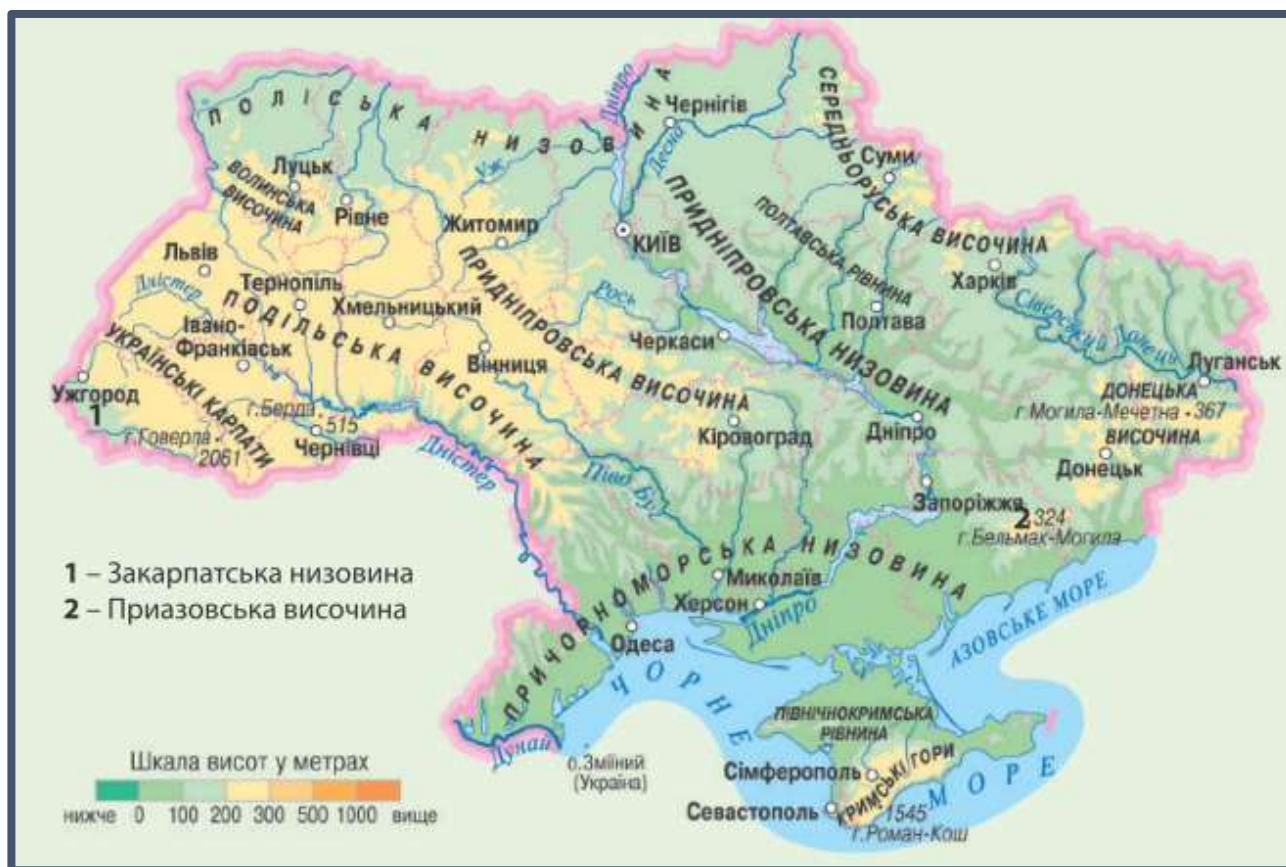 ПОЛІСЬКА НИЗОВИНА
Дніпро
Чернігів
Десна
СЕРЕДНЬОРУСЬКА ВИСОЧИНА
Суми
Уж
Луцьк
ВОЛИНСЬКА
ВИСОЧИНА
Рівне
Житомир
КИЇВ
ПРИДНІПРОВСЬКА НИЗОВИНА
ПОЛТАВСЬКА РІВНИНА
Харків
Львів
Дністер
Тернопіль
Хмельницький
ПРИДНІПРОВСЬКА ВИСОЧИНА
Рось
Черкаси
Полтава
Сіверський Донець
ПОДІЛЬСЬКА ВИСОЧИНА
Івано-
Франківськ
Вінниця
УКРАЇНСЬКІ КАРПАТИ
Ужгород
1
Луганськ
ДОНЕЦЬКА
г.Могила-Мечетна 367
ВИСОЧИНА
г.Берда
515
Чернівці
г.Говерла
2061
Кіровоград
Дніпро
Донецьк
Дністер
Півд Буг
Запоріжжя
2 324
г.Бельмак-Могила
1 – Закарпатська низовина
2 – Приазовська височина
ПРИЧОРНОМОРСЬКА НИЗОВИНА
Миколаїв
Херсон
Дніпро
Одеса
АЗОВСЬКЕ МОРЕ
ЧОРНЕ МОРЕ
Дунай
о.Зміїний
(Україна)
ПІВНІЧНОКРИМСЬКА
РІВНИНА
Сімферополь
КРИМСЬКІ ГОРИ
Севастополь
1545
г.Роман-Кош
Шкала висот у метрах
нижче 0 100 200 300 500 1000 вище